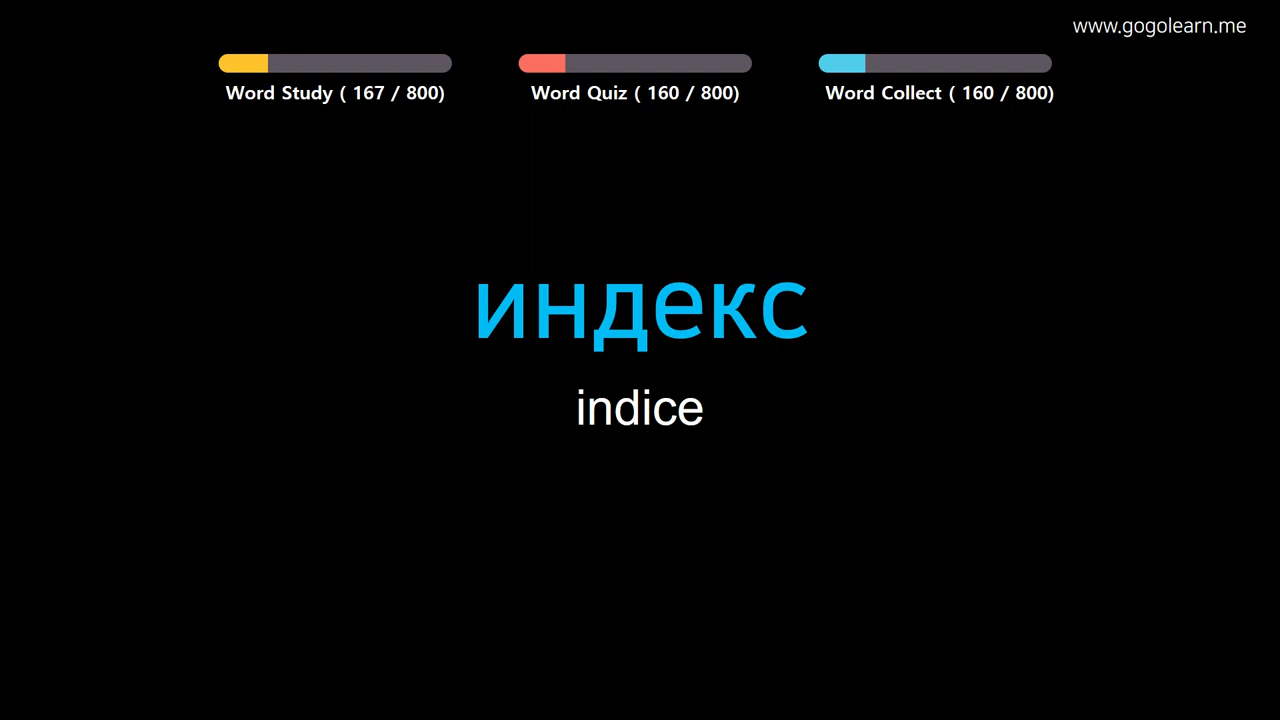 www.gogolearn.me
Word Study ( 167 / 800)
Word Quiz ( 160 / 800)
Word Collect ( 160 / 800)
индекс
indice